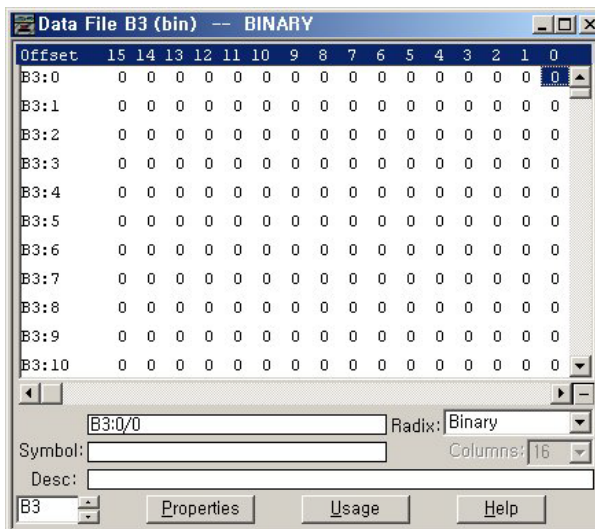 Data File B3 (bin) -- BINARY
Offset 15 14 13 12 11 10 9 8 7 6 5 4 3 2 1 0
B3:0 0 0 0 0 0 0 0 0 0 0 0 0 0 0 0 0
B3:1 0 0 0 0 0 0 0 0 0 0 0 0 0 0 0 0
B3:2 0 0 0 0 0 0 0 0 0 0 0 0 0 0 0 0
B3:3 0 0 0 0 0 0 0 0 0 0 0 0 0 0 0 0
B3:4 0 0 0 0 0 0 0 0 0 0 0 0 0 0 0 0
B3:5 0 0 0 0 0 0 0 0 0 0 0 0 0 0 0 0
B3:6 0 0 0 0 0 0 0 0 0 0 0 0 0 0 0 0
B3:7 0 0 0 0 0 0 0 0 0 0 0 0 0 0 0 0
B3:8 0 0 0 0 0 0 0 0 0 0 0 0 0 0 0 0
B3:9 0 0 0 0 0 0 0 0 0 0 0 0 0 0 0 0
B3:10 0 0 0 0 0 0 0 0 0 0 0 0 0 0 0 0
B3:0/0 Radix: Binary
Symbol: Columns: 16
Desc:
B3 Properties Usage Help